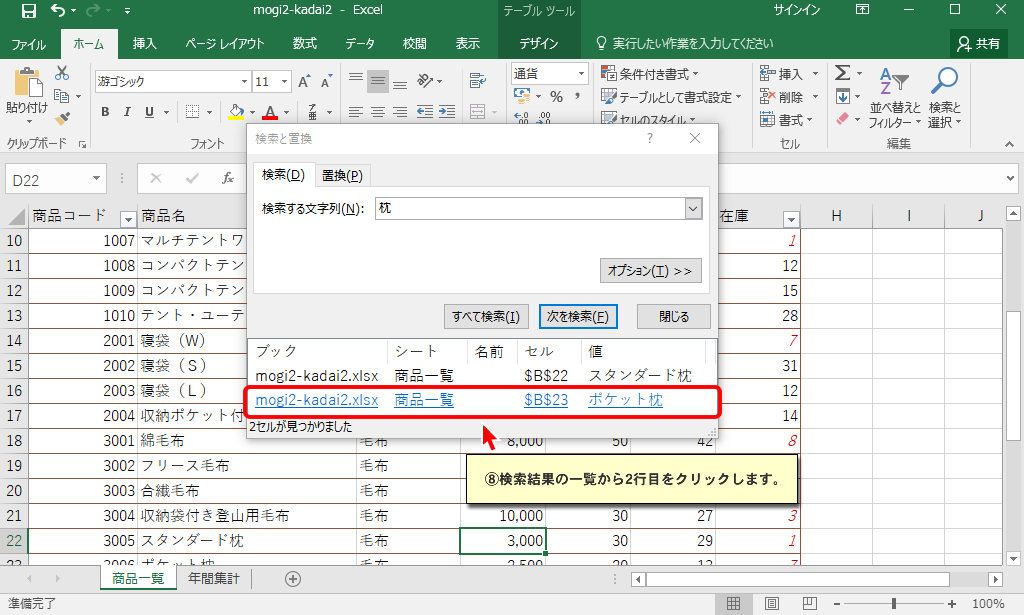 mogi2-kadai2 - Excel
テーブル ツール
サインイン
ファイル ホーム 挿入 ページ レイアウト 数式 データ 校閲 表示 デザイン 実行したい作業を入力してください 共有
貼り付け
游ゴシック 11
B I U
通貨
% ,
条件付き書式
テーブルとして書式設定
セルのスタイル
挿入
削除
書式
並べ替えと フィルター
検索と 選択
クリップボード フォント セル 編集
D22
fx
検索と置換 ?
検索(D) 置換(P)
検索する文字列(N): 枕
オプション(T) >>
すべて検索(I) 次を検索(F) 閉じる
ブック シート 名前 セル 値
mogi2-kadai2.xlsx 商品一覧 $B$22 スタンダード枕
mogi2-kadai2.xlsx 商品一覧 $B$23 ポケット枕
2セルが見つかりました
⑧検索結果の一覧から2行目をクリックします。
商品コード 商品名 在庫 H I J
10 1007 マルチテントワ 1
11 1008 コンパクトテン 12
12 1009 コンパクトテン 15
13 1010 テント・ユーテ 28
14 2001 寝袋（W） 7
15 2002 寝袋（S） 31
16 2003 寝袋（L） 12
17 2004 収納ポケット付 14
18 3001 綿毛布 毛布 8,000 50 42 8
19 3002 フリース毛布 毛布
20 3003 合繊毛布 毛布
21 3004 収納袋付き登山用毛布 毛布 10,000 30 27 3
22 3005 スタンダード枕 毛布 3,000 30 29 1
23 3006 ポケット枕 毛布 2,500 20 13 7
商品一覧 年間集計
準備完了
100%